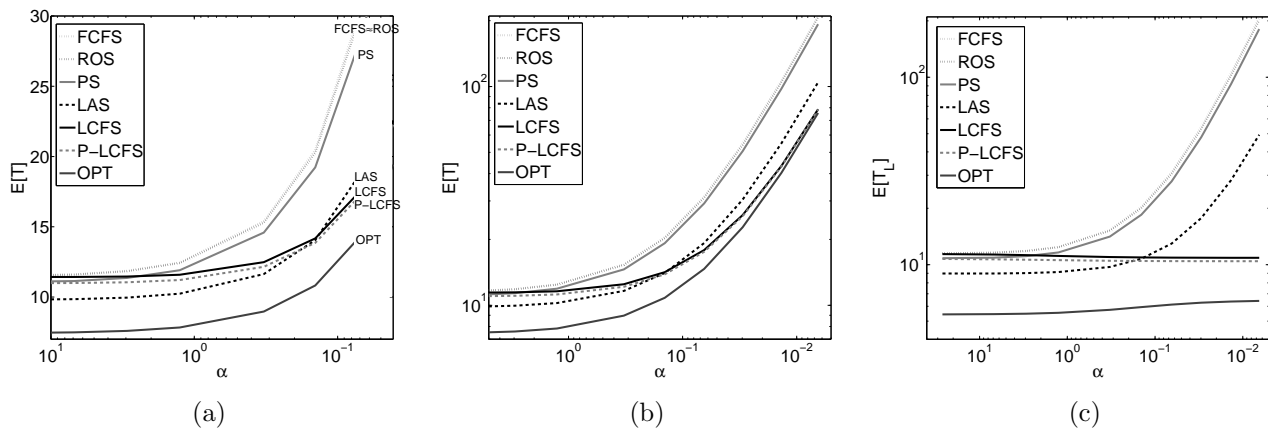 30
25
20
15
10
E[T]
FCFS
ROS
PS
LAS
LCFS
P-LCFS
OPT
FCFS≈ROS
PS
LAS
LCFS
P-LCFS
OPT
10^1
10^0
10^-1
α
(a)
10^2
10^1
E[T]
FCFS
ROS
PS
LAS
LCFS
P-LCFS
OPT
10^0
10^-1
10^-2
α
(b)
10^2
10^1
E[T_L]
FCFS
ROS
PS
LAS
LCFS
P-LCFS
OPT
10^1
10^0
10^-1
10^-2
α
(c)